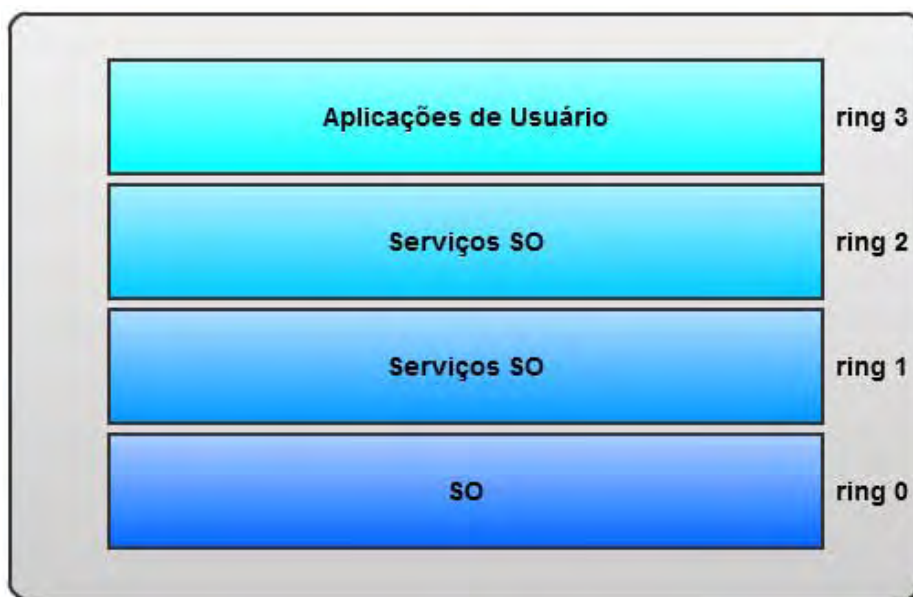 Aplicações de Usuário ring 3
Serviços SO ring 2
Serviços SO ring 1
SO ring 0